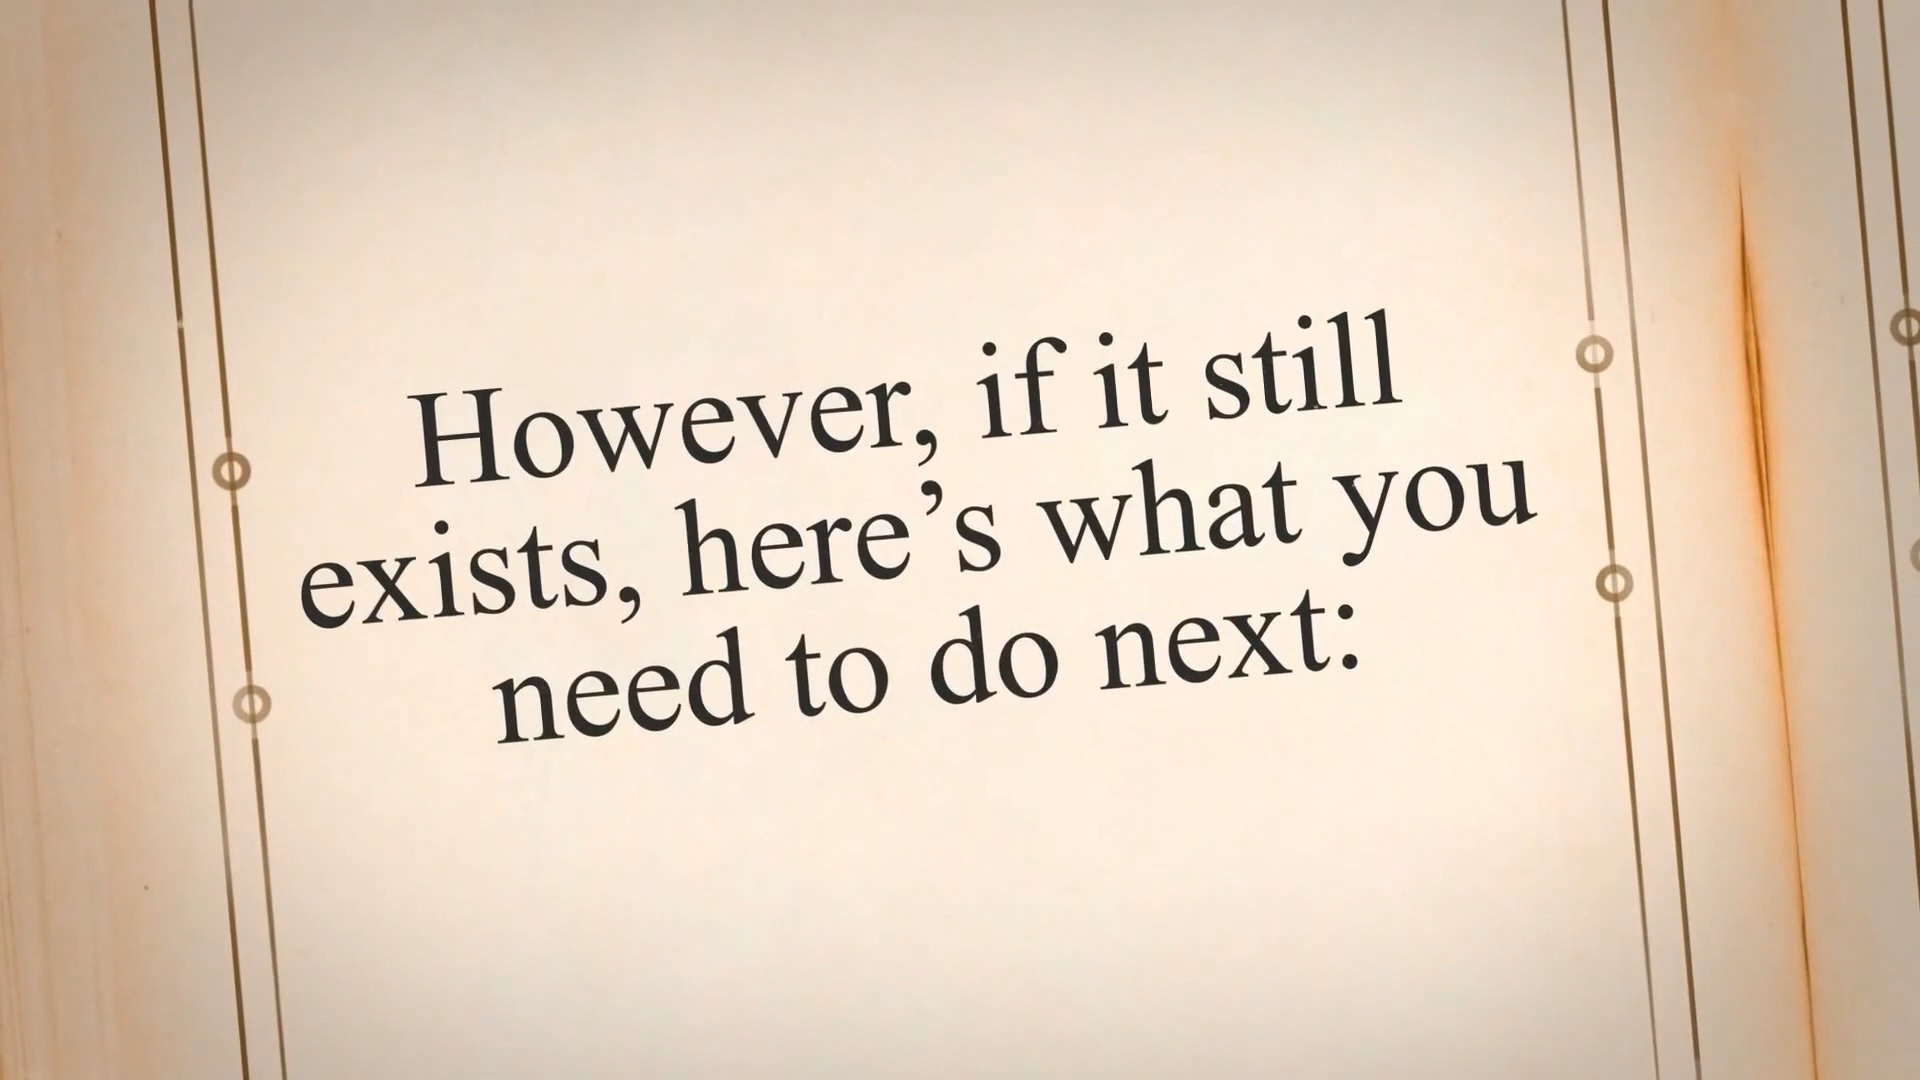 However, if it still
exists, here’s what you
need to do next: